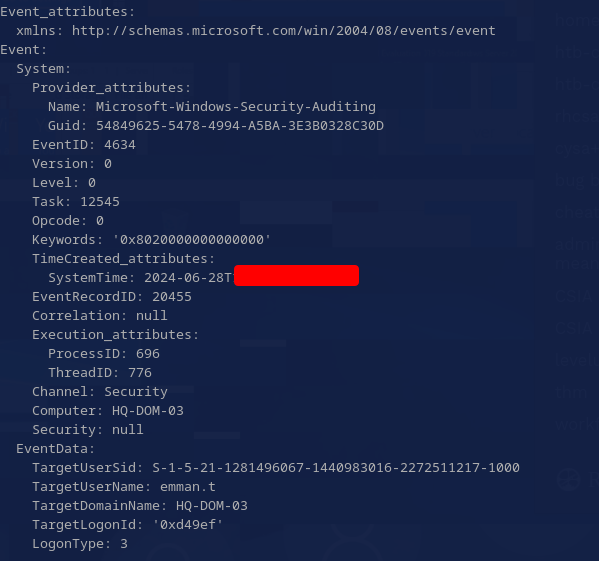 Event_attributes:
xmlns: http://schemas.microsoft.com/win/2004/08/events/event
Event:
System:
Provider_attributes:
Name: Microsoft-Windows-Security-Auditing
Guid: 54849625-5478-4994-A5BA-3E3B0328C30D
EventID: 4634
Version: 0
Level: 0
Task: 12545
Opcode: 0
Keywords: '0x8020000000000000'
TimeCreated_attributes:
SystemTime: 2024-06-28T
EventRecordID: 20455
Correlation: null
Execution_attributes:
ProcessID: 696
ThreadID: 776
Channel: Security
Computer: HQ-DOM-03
Security: null
EventData:
TargetUserSid: S-1-5-21-1281496067-1440983016-2272511217-1000
TargetUserName: emman.t
TargetDomainName: HQ-DOM-03
TargetLogonId: '0xd49ef'
LogonType: 3